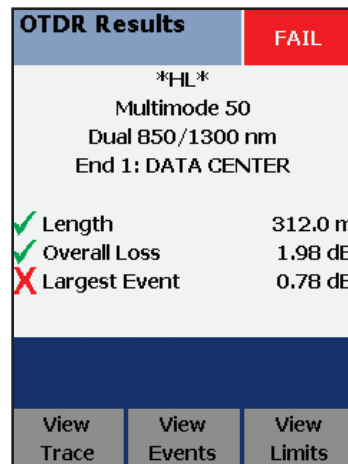 OTDR Results FAIL
*HL*
Multimode 50
Dual 850/1300 nm
End 1: DATA CENTER
Length 312.0 m
Overall Loss 1.98 dB
Largest Event 0.78 dB
View Trace
View Events
View Limits